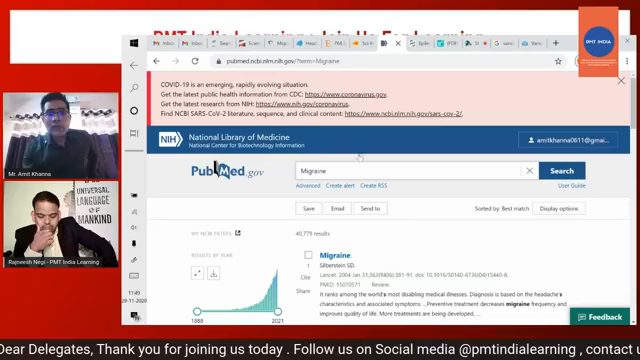 PMT India Learning - Join Us For Learning
PMT INDIA
pubmed.ncbi.nlm.nih.gov/?term=Migraine
COVID-19 is an emerging, rapidly evolving situation.
Get the latest public health information from CDC: https://www.coronavirus.gov.
Get the latest research from NIH: https://www.nih.gov/coronavirus.
Find NCBI SARS-CoV-2 literature, sequence, and clinical content: https://www.ncbi.nlm.nih.gov/sars-cov-2/.
NIH
National Library of Medicine
National Center for Biotechnology Information
amitkhanna0611@gmai...
PubMed.gov
Migraine
Search
Advanced Create alert Create RSS
User Guide
Save Email Send to
Sorted by: Best match
Display options
MY NCBI FILTERS
40,779 results
RESULTS BY YEAR
1888
2021
1
Cite
Share
Migraine.
Silberstein SD.
Lancet. 2004 Jan 31;363(9406):381-91. doi: 10.1016/S0140-6736(04)15440-8.
PMID: 15070571 Review.
It ranks among the world's most disabling medical illnesses. Diagnosis is based on the headache's
characteristics and associated symptoms. ...Preventive treatment decreases migraine frequency and
improves quality of life. More treatments are being developed, ...
Feedback
Mr. Amit Khanna
UNIVERSAL
LANGUAGE
OF
MANKIND
Rajneesh Negi - PMT India Learning
11:49
29-11-2020
Dear Delegates, Thank you for joining us today . Follow us on Social media @pmtindialearning , contact